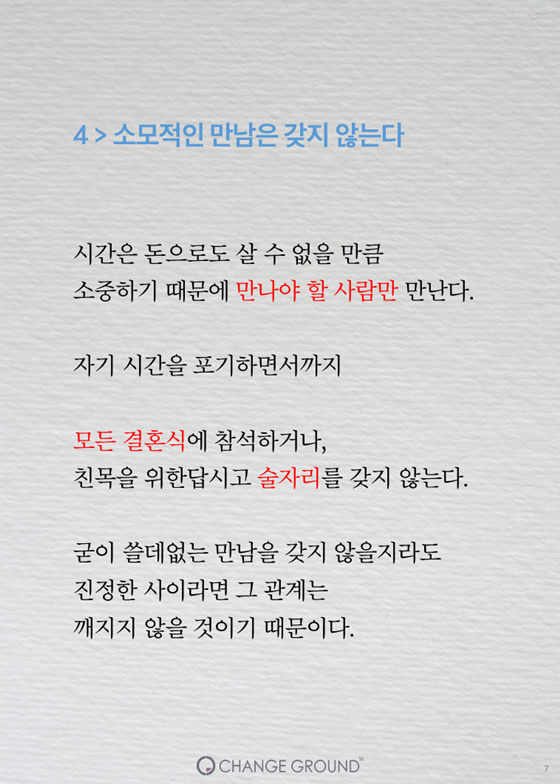 4 > 소모적인 만남은 갖지 않는다
시간은 돈으로도 살 수 없을 만큼
소중하기 때문에 만나야 할 사람만 만난다.
자기 시간을 포기하면서까지
모든 결혼식에 참석하거나,
친목을 위한답시고 술자리를 갖지 않는다.
굳이 쓸데없는 만남을 갖지 않을지라도
진정한 사이라면 그 관계는
깨지지 않을 것이기 때문이다.
CHANGE GROUND
7